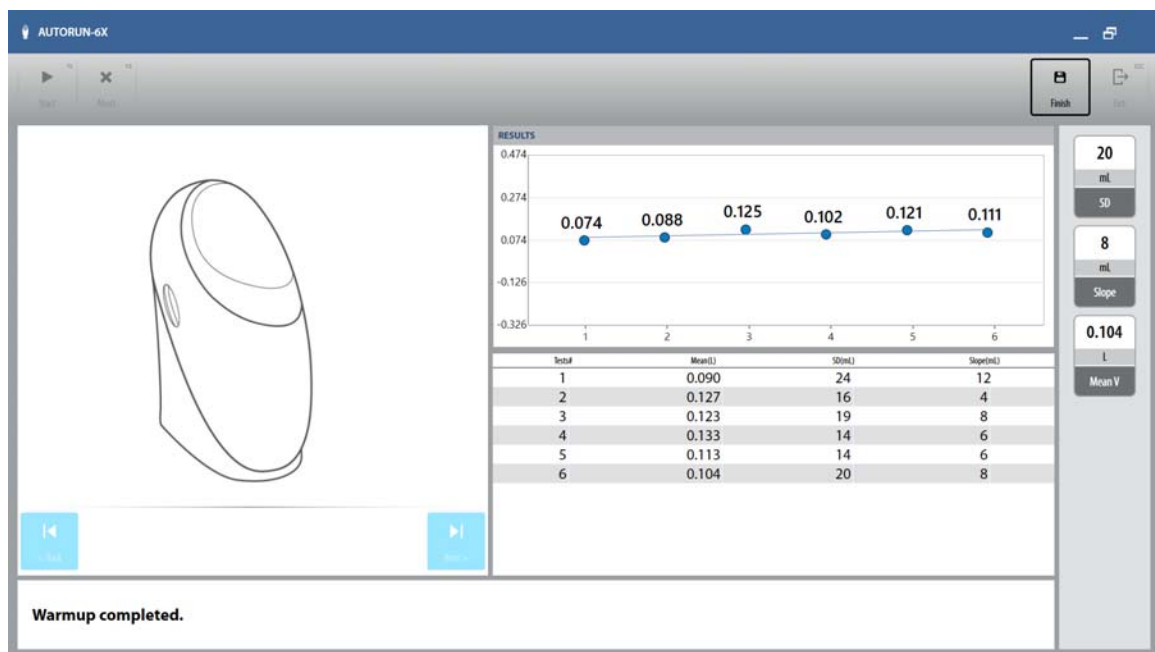 AUTORUN-6X
Start
Finish
Exit
ESC
RESULTS
0.474
0.274
0.074
-0.126
-0.326
0.074 0.088 0.125 0.102 0.121 0.111
1 2 3 4 5 6
Tests# Mean(L) SD(mL) Slope(mL)
1 0.090 24 12
2 0.127 16 4
3 0.123 19 8
4 0.133 14 6
5 0.113 14 6
6 0.104 20 8
20
mL
SD
8
mL
Slope
0.104
L
Mean V
Next >
Warmup completed.